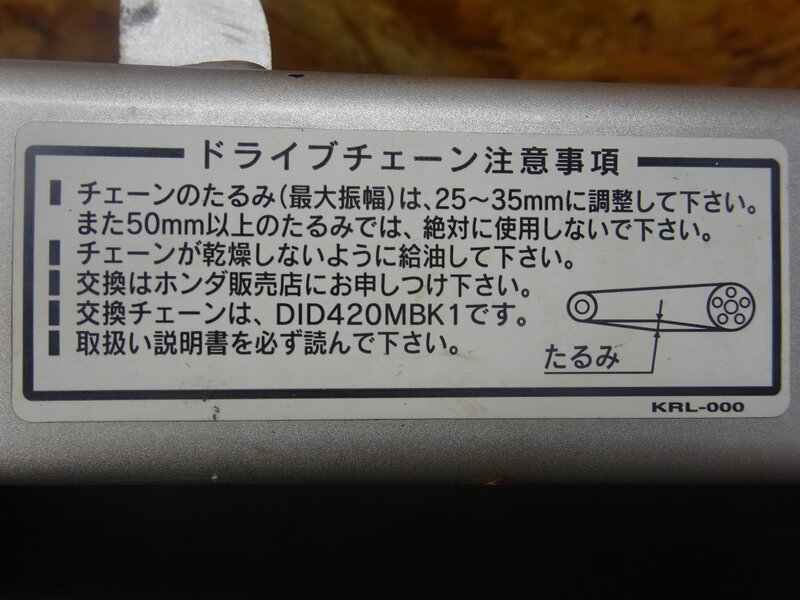 ドライブチェーン注意事項
チェーンのたるみ(最大振幅)は、25〜35mmに調整して下さい。
また50mm以上のたるみでは、絶対に使用しないで下さい。
チェーンが乾燥しないように給油して下さい。
交換はホンダ販売店にお申しつけ下さい。
交換チェーンは、DID420MBK1です。
取扱い説明書を必ず読んで下さい。
たるみ
KRL-000